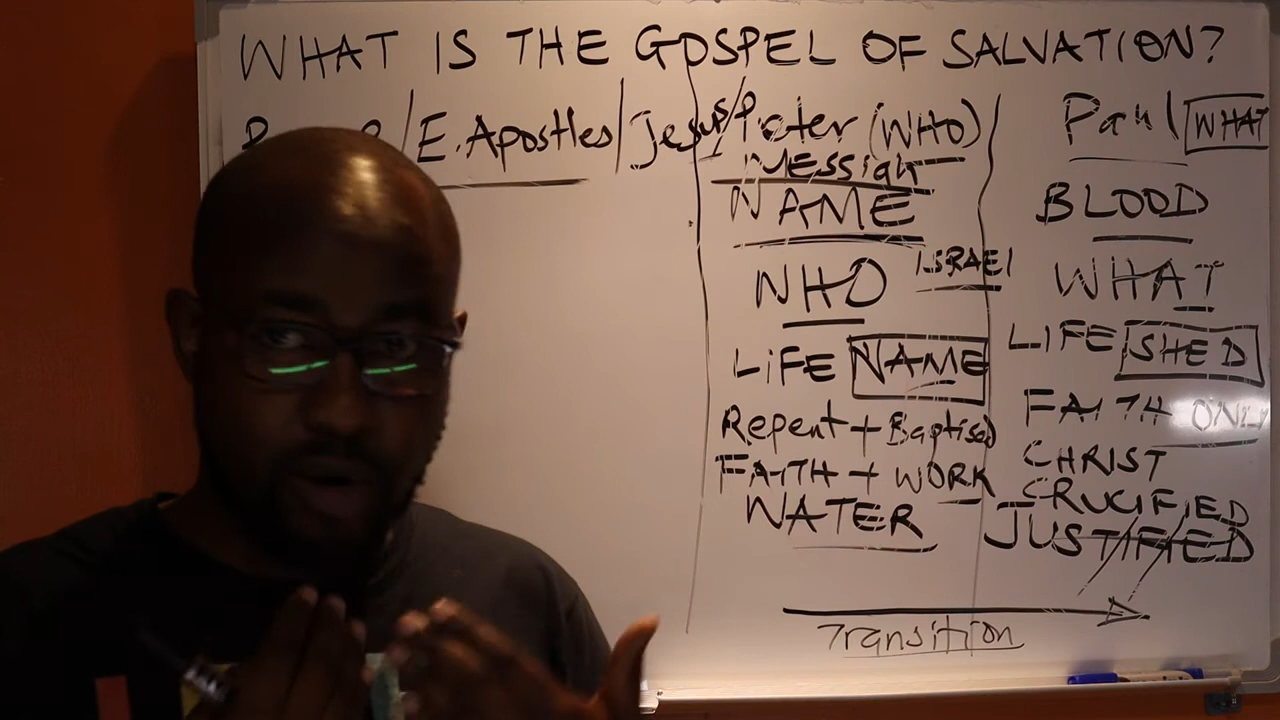 WHAT IS THE GOSPEL OF SALVATION?
/E. Apostles/Jesus/Peter (WHO)
MESSiah
NAME
WHO ISRAEL
LiFE NAME
Repent + Baptised
FAITH + WORK
WATER
Paul WHAT
BLOOD
WHAT
LIFE SHED
FAITH ONLY
CHRIST
CRUCIFIED
JUSTIFIED
Transition